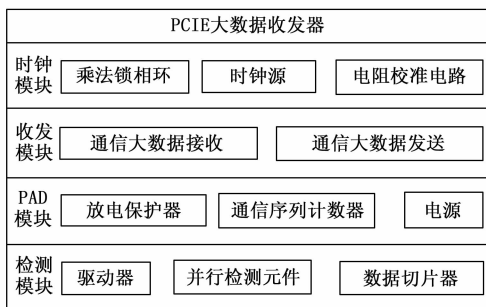 PCIE大数据收发器
时钟
模块
乘法锁相环
时钟源
电阻校准电路
收发
模块
通信大数据接收
通信大数据发送
PAD
模块
放电保护器
通信序列计数器
电源
检测
模块
驱动器
并行检测元件
数据切片器